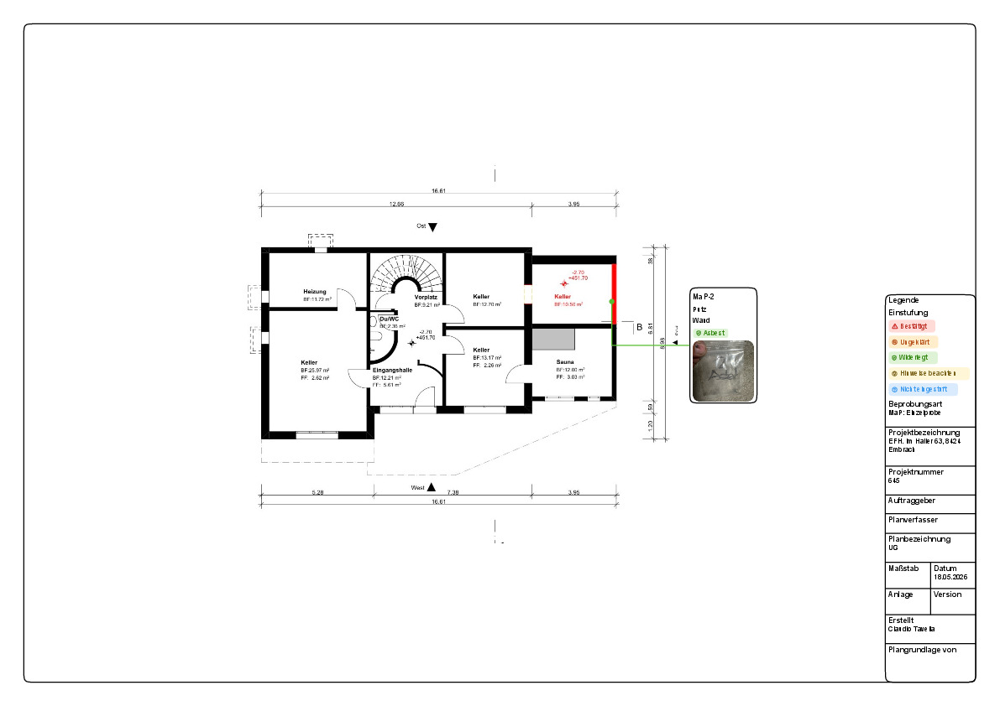 16.61
12.66
3.95
Ost
38
-2.70
+451.70
Heizung
BF:11.72 m²
Vorplatz
BF:9.21 m²
Keller
BF:12.70 m²
Keller
BF:10.50 m²
Du/WC
BF:2.36 m²
-2.70
+451.70
B
6.81
8.98
Keller
BF:25.97 m²
FF: 2.62 m²
Eingangshalle
BF:12.21 m²
FF: 5.61 m²
Keller
BF:13.17 m²
FF: 2.26 m²
Sauna
BF:12.00 m²
FF: 3.03 m²
59
1.20
West
5.28
7.38
3.95
16.61
MaP-2
Putz
Wand
Asbest
Legende
Einstufung
Bestätigt
Ungeklärt
Widerlegt
Hinweise beachten
Nicht eingestuft
Beprobungsart
MaP: Einzelprobe
Projektbezeichnung
EFH. Im Haller 63, 8424
Embrach
Projektnummer
645
Auftraggeber
Planverfasser
Planbezeichnung
UG
Maßstab
Datum
18.05.2026
Anlage
Version
Erstellt
Claudio Tavella
Plangrundlage von